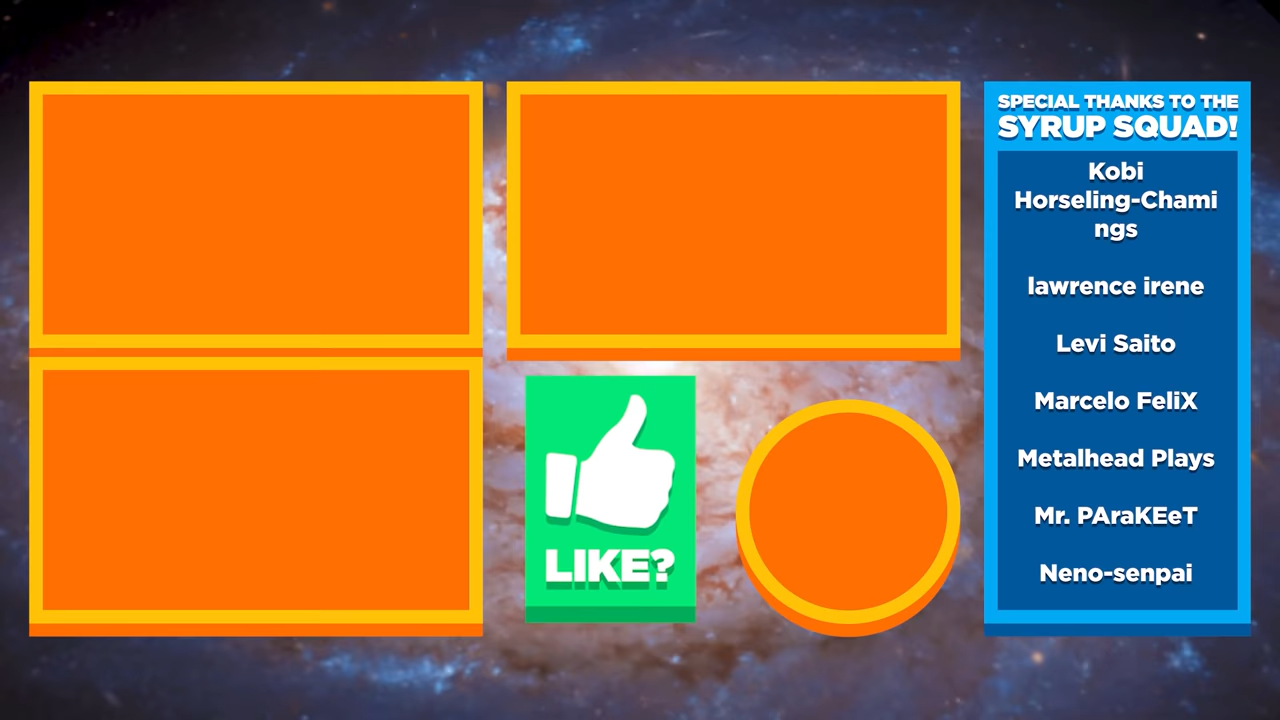 SPECIAL THANKS TO THE
SYRUP SQUAD!
Kobi
Horseling-Chami
ngs
lawrence irene
Levi Saito
Marcelo FeliX
Metalhead Plays
Mr. PAraKEeT
Neno-senpai
LIKE?